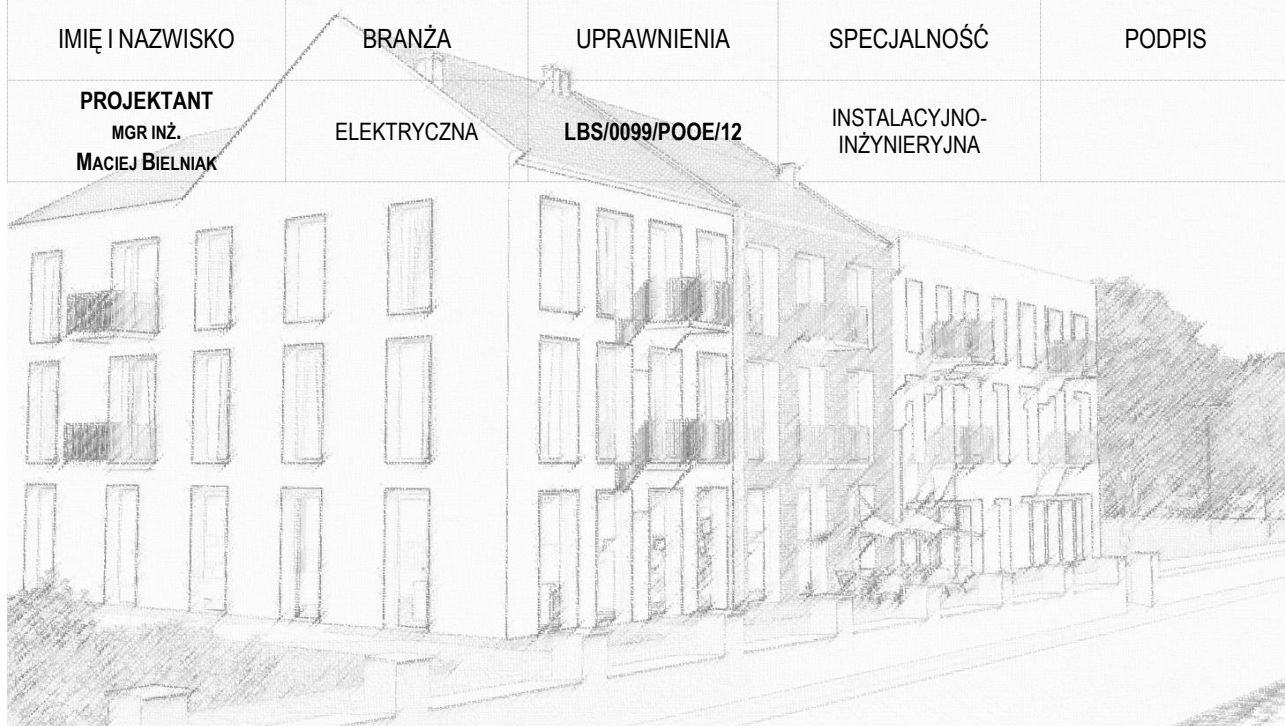 IMIĘ I NAZWISKO BRANŻA UPRAWNIENIA SPECJALNOŚĆ PODPIS
PROJEKTANT
MGR INŻ.
MACIEJ BIELNIAK
ELEKTRYCZNA
LBS/0099/POOE/12
INSTALACYJNO-
INŻYNIERYJNA